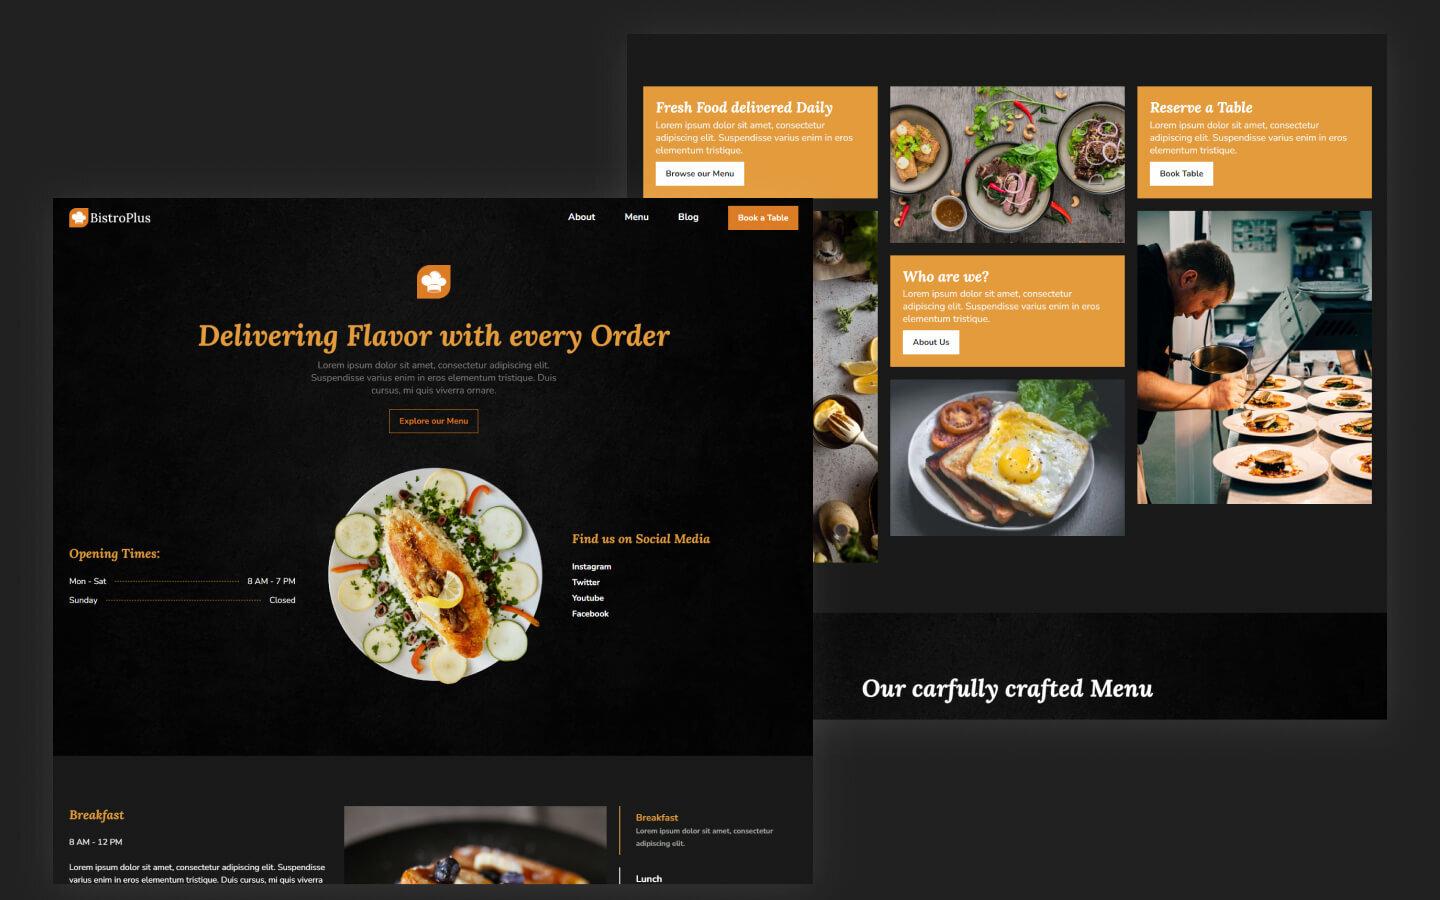 BistroPlus
About
Menu
Blog
Book a Table
Delivering Flavor with every Order
Lorem ipsum dolor sit amet, consectetur adipiscing elit.
Suspendisse varius enim in eros elementum tristique. Duis
cursus, mi quis viverra ornare.
Explore our Menu
Opening Times:
Mon - Sat 8 AM - 7 PM
Sunday Closed
Find us on Social Media
Instagram
Twitter
Youtube
Facebook
Breakfast
8 AM - 12 PM
Lorem ipsum dolor sit amet, consectetur adipiscing elit. Suspendisse
varius enim in eros elementum tristique. Duis cursus, mi quis viverra
Breakfast
Lorem ipsum dolor sit amet, consectetur
adipiscing elit.
Lunch
Fresh Food delivered Daily
Lorem ipsum dolor sit amet, consectetur
adipiscing elit. Suspendisse varius enim in eros
elementum tristique.
Browse our Menu
Who are we?
Lorem ipsum dolor sit amet, consectetur
adipiscing elit. Suspendisse varius enim in eros
elementum tristique.
About Us
Reserve a Table
Lorem ipsum dolor sit amet, consectetur
adipiscing elit. Suspendisse varius enim in eros
elementum tristique.
Book Table
Our carfully crafted Menu